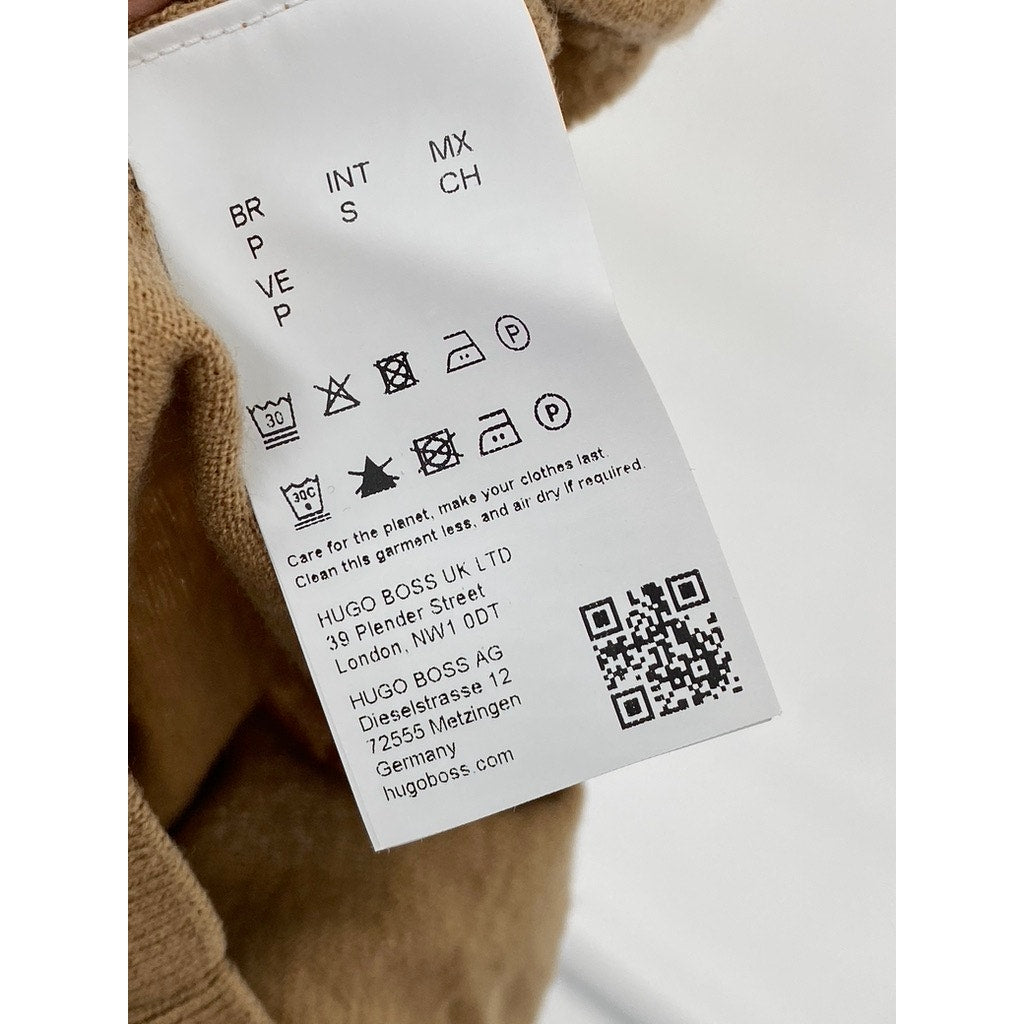 BR INT MX
P S CH
VE
P
30 P
30C P
Care for the planet, make your clothes last.
Clean this garment less, and air dry if required.
HUGO BOSS UK LTD
39 Plender Street
London, NW1 0DT
HUGO BOSS AG
Dieselstrasse 12
72555 Metzingen
Germany
hugoboss.com